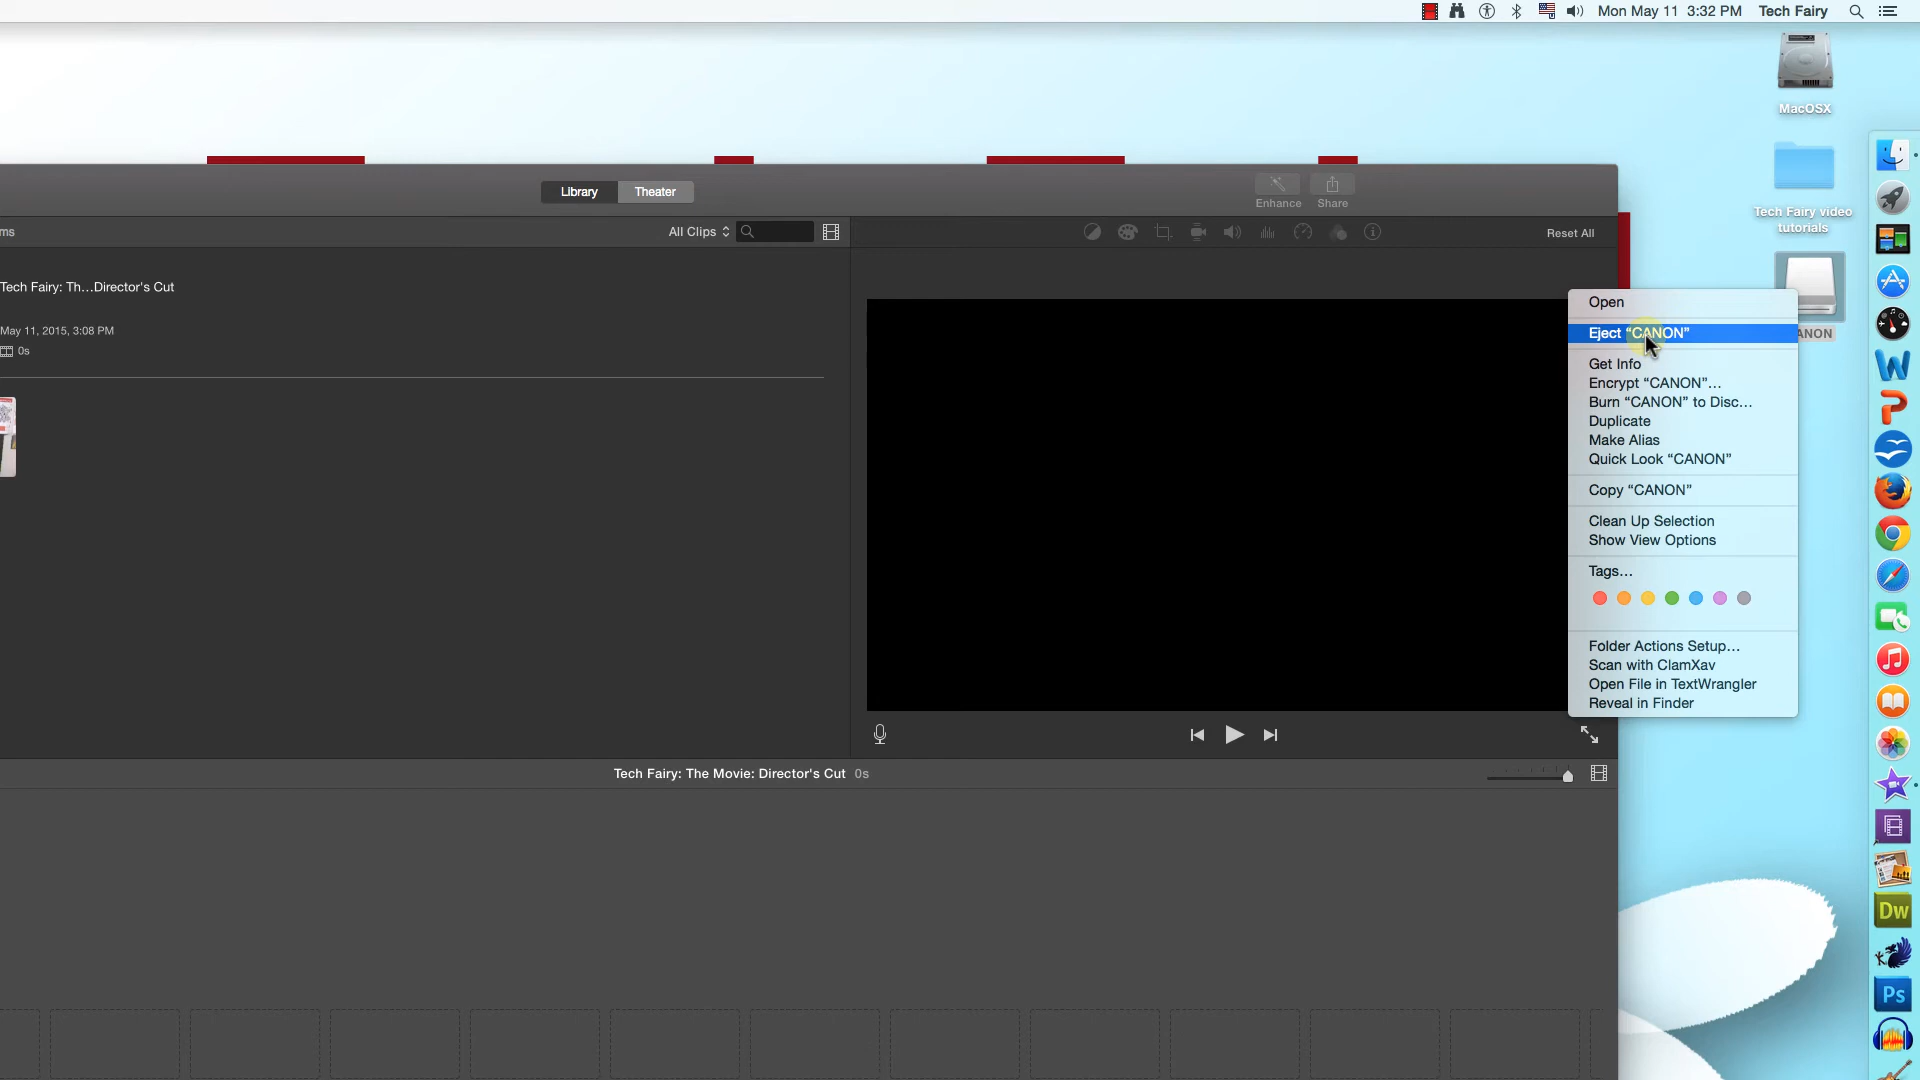 Mon May 11 3:32 PM Tech Fairy
MacOSX
Tech Fairy video
tutorials
Library Theater
Enhance Share
ms
All Clips
Reset All
Tech Fairy: Th...Director's Cut
May 11, 2015, 3:08 PM
0s
ANON
Open
Eject “CANON”
Get Info
Encrypt “CANON”...
Burn “CANON” to Disc...
Duplicate
Make Alias
Quick Look “CANON”
Copy “CANON”
Clean Up Selection
Show View Options
Tags...
Folder Actions Setup...
Scan with ClamXav
Open File in TextWrangler
Reveal in Finder
Tech Fairy: The Movie: Director's Cut 0s
Dw
Ps